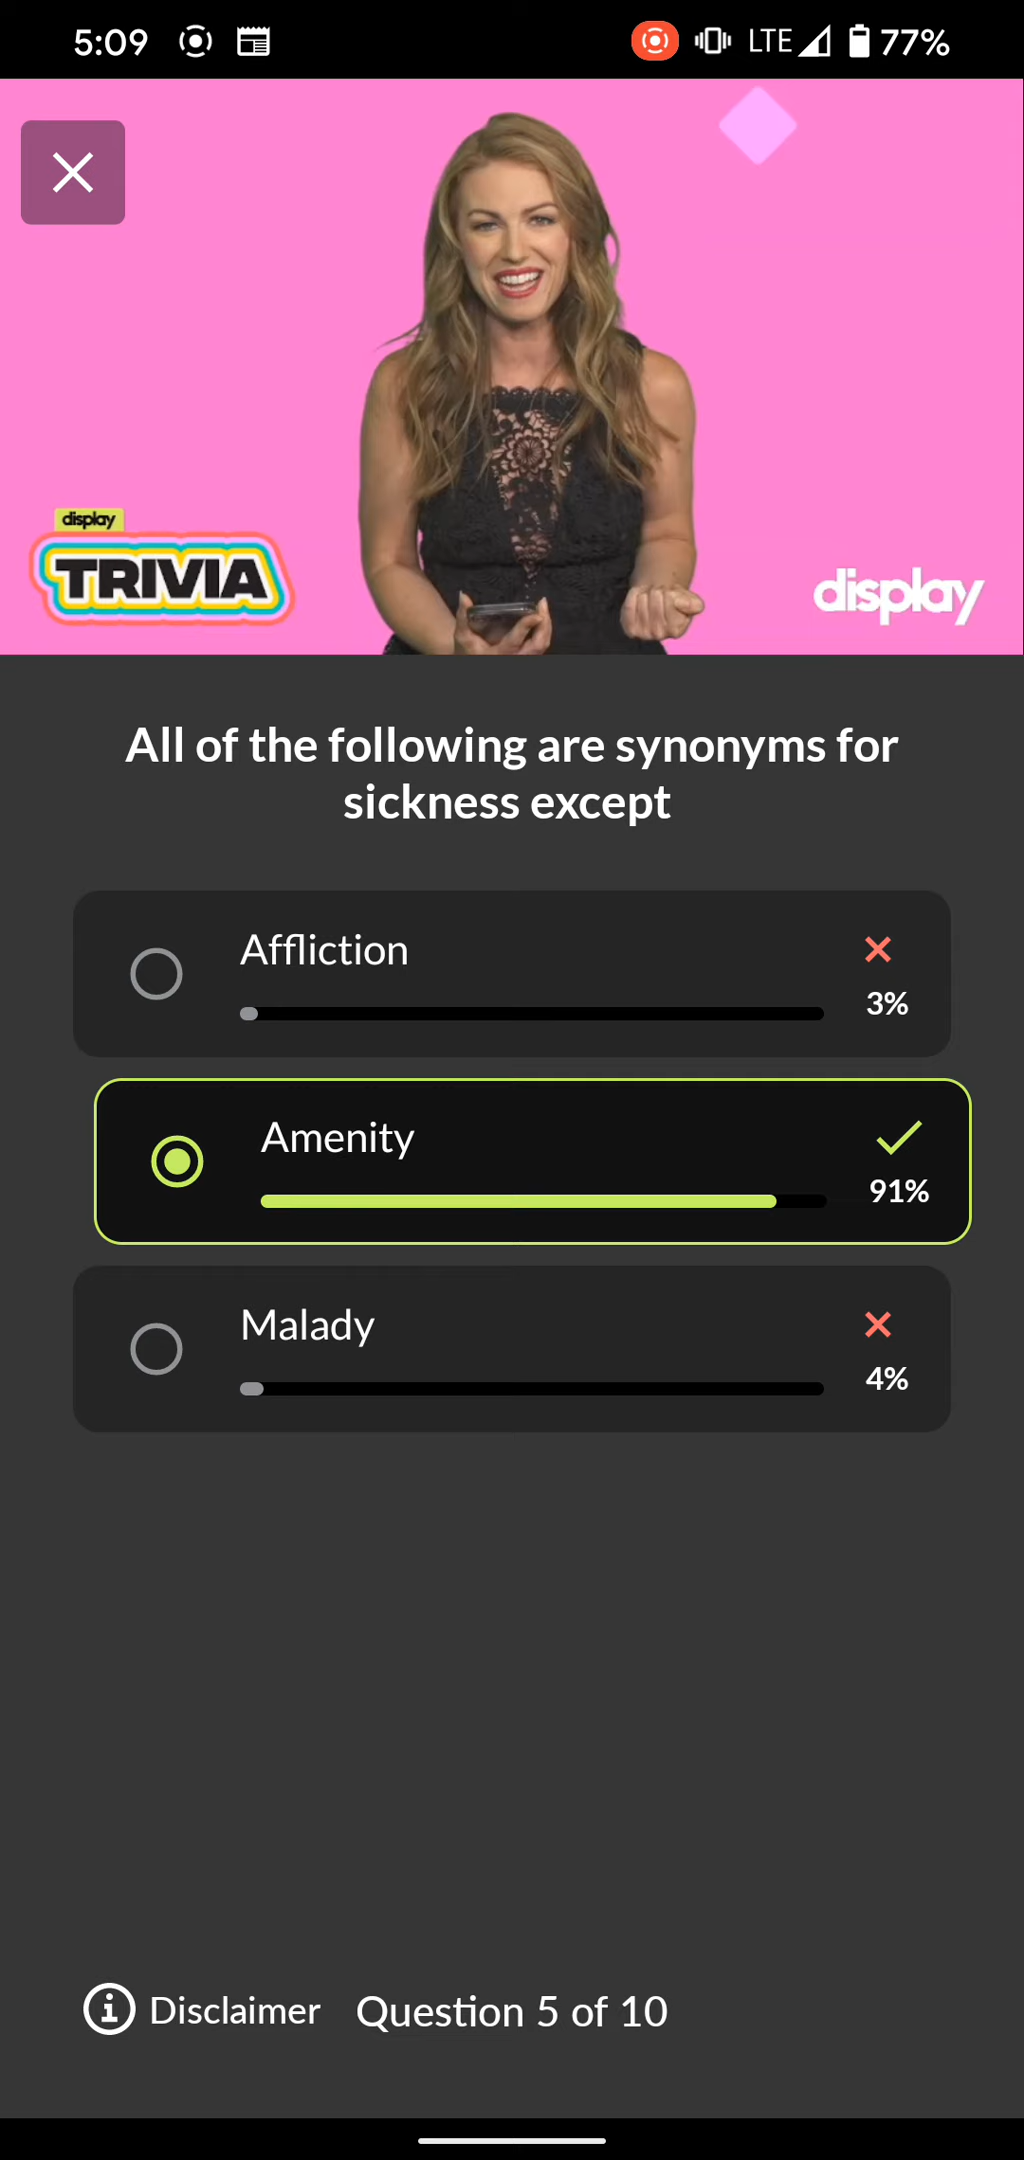 5:09
LTE
77%
display
TRIVIA
display
All of the following are synonyms for
sickness except
Affliction
3%
Amenity
91%
Malady
4%
Disclaimer
Question 5 of 10